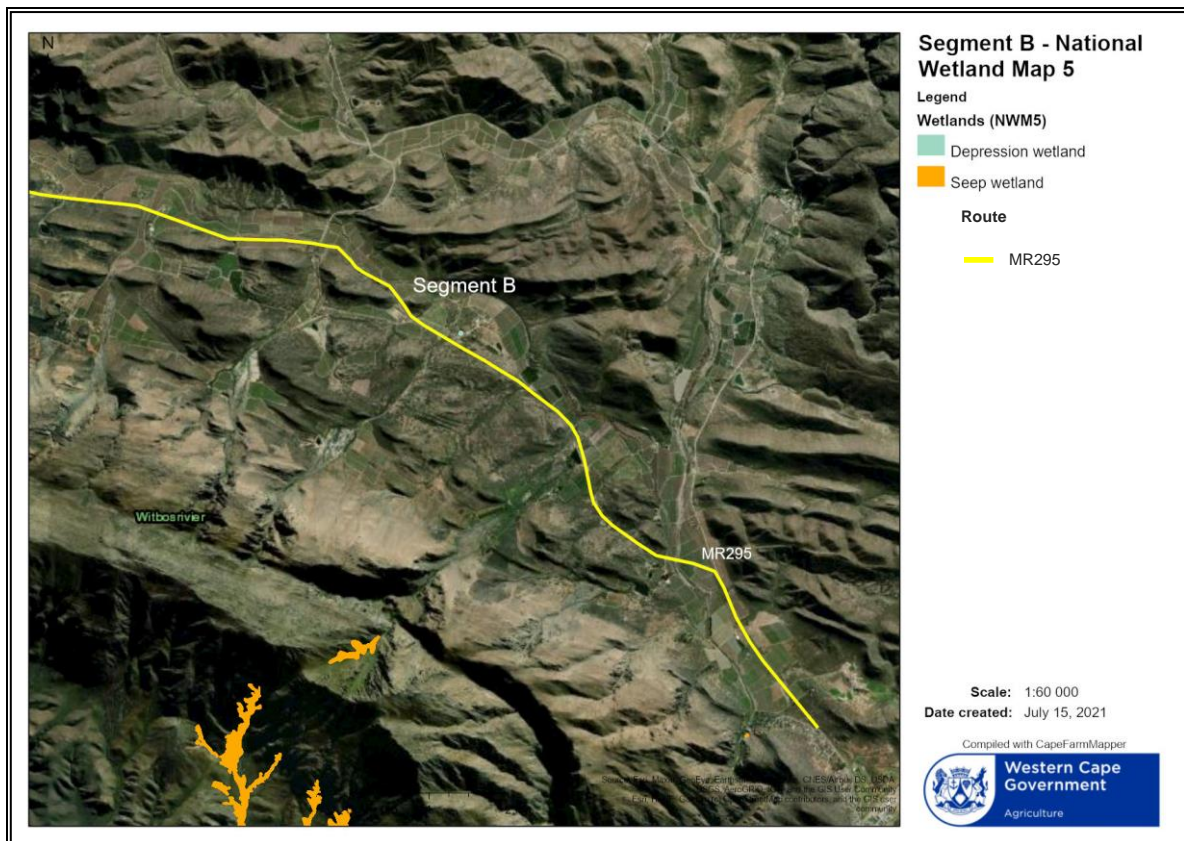 N
Segment B - National
Wetland Map 5
Legend
Wetlands (NWM5)
Depression wetland
Seep wetland
Route
MR295
Segment B
Witbosrivier
MR295
Scale: 1:60 000
Date created: July 15, 2021
Compiled with CapeFarmMapper
Western Cape
Government
Agriculture
community